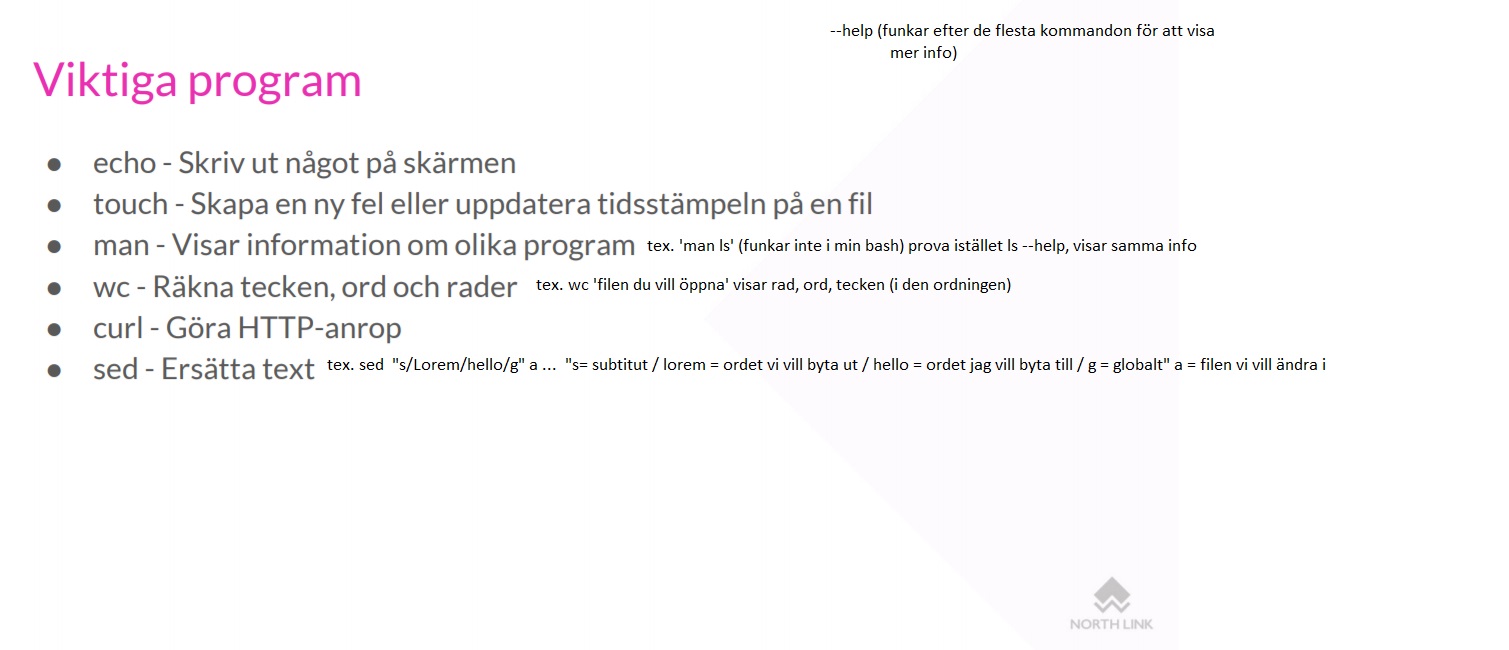 --help (funkar efter de flesta kommandon för att visa
mer info)
Viktiga program
● echo - Skriv ut något på skärmen
● touch - Skapa en ny fel eller uppdatera tidsstämpeln på en fil
● man - Visar information om olika program tex. 'man ls' (funkar inte i min bash) prova istället ls --help, visar samma info
● wc - Räkna tecken, ord och rader tex. wc 'filen du vill öppna' visar rad, ord, tecken (i den ordningen)
● curl - Göra HTTP-anrop
● sed - Ersätta text tex. sed "s/Lorem/hello/g" a ... "s= subtitut / lorem = ordet vi vill byta ut / hello = ordet jag vill byta till / g = globalt" a = filen vi vill ändra i
NORTH LINK